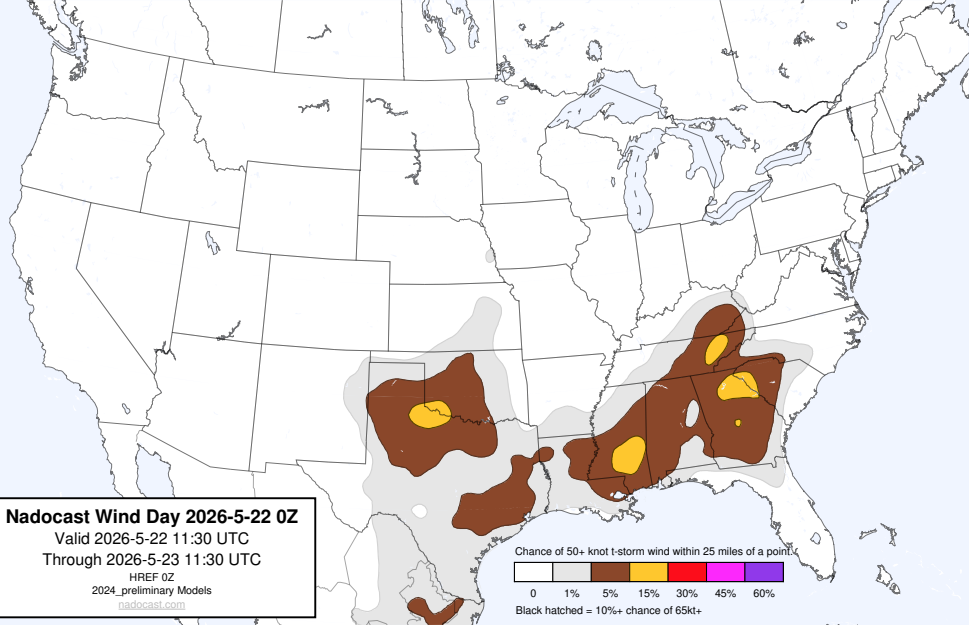 Nadocast Wind Day 2026-5-22 0Z
Valid 2026-5-22 11:30 UTC
Through 2026-5-23 11:30 UTC
HREF 0Z
2024_preliminary Models
nadocast.com
Chance of 50+ knot t-storm wind within 25 miles of a point.
0 1% 5% 15% 30% 45% 60%
Black hatched = 10%+ chance of 65kt+